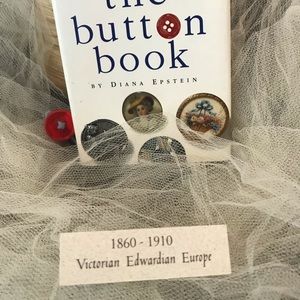 the
button
book
BY DIANA EPSTEIN
1860 - 1910
Victorian Edwardian Europe